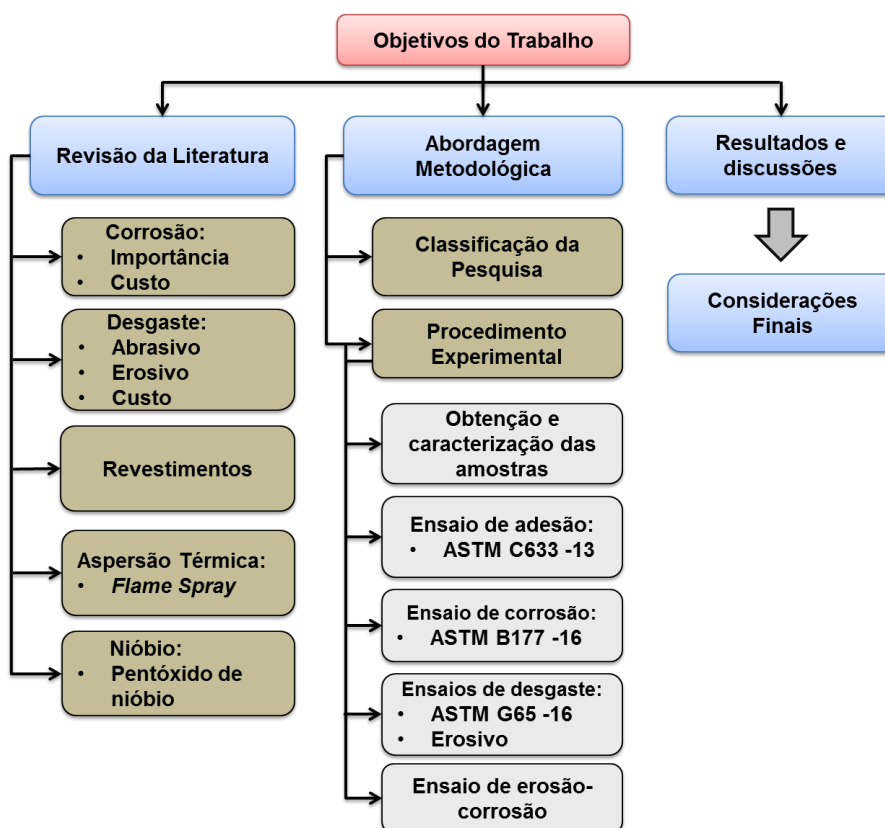 Objetivos do Trabalho
Revisão da Literatura
Corrosão:
• Importância
• Custo
Desgaste:
• Abrasivo
• Erosivo
• Custo
Revestimentos
Aspersão Térmica:
• Flame Spray
Nióbio:
• Pentóxido de
nióbio
Abordagem
Metodológica
Classificação da
Pesquisa
Procedimento
Experimental
Obtenção e
caracterização das
amostras
Ensaio de adesão:
• ASTM C633 -13
Ensaio de corrosão:
• ASTM B177 -16
Ensaios de desgaste:
• ASTM G65 -16
• Erosivo
Ensaio de erosão-
corrosão
Resultados e
discussões
Considerações
Finais